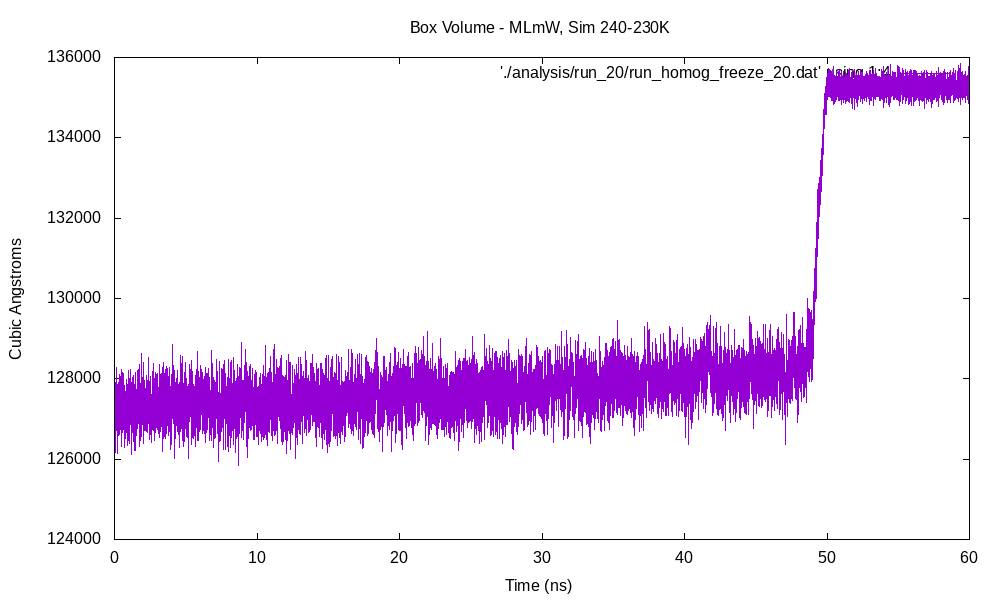 Box Volume - MLmW, Sim 240-230K
'./analysis/run_20/run_homog_freeze_20.dat'
136000
134000
132000
130000
128000
126000
124000
Cubic Angstroms
0 10 20 30 40 50 60
Time (ns)